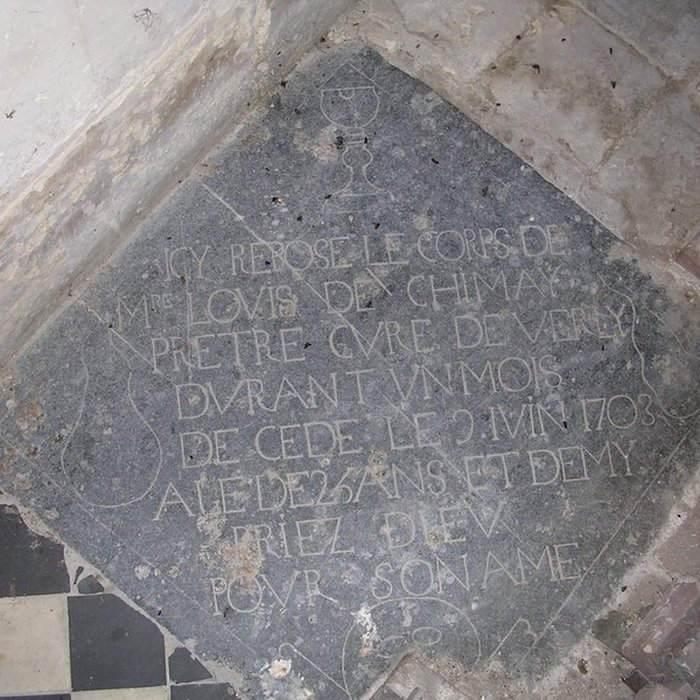 ICY REPOSE LE CORPS DE
MRE LOVIS DE CHIMAY
PRETRE CVRE DE VERLY
DVRANT VN MOIS
DE CEDE LE 9 IVIN 1703
AGE DE 25 ANS ET DEMY
PRIEZ DIEV
POVR SON AME